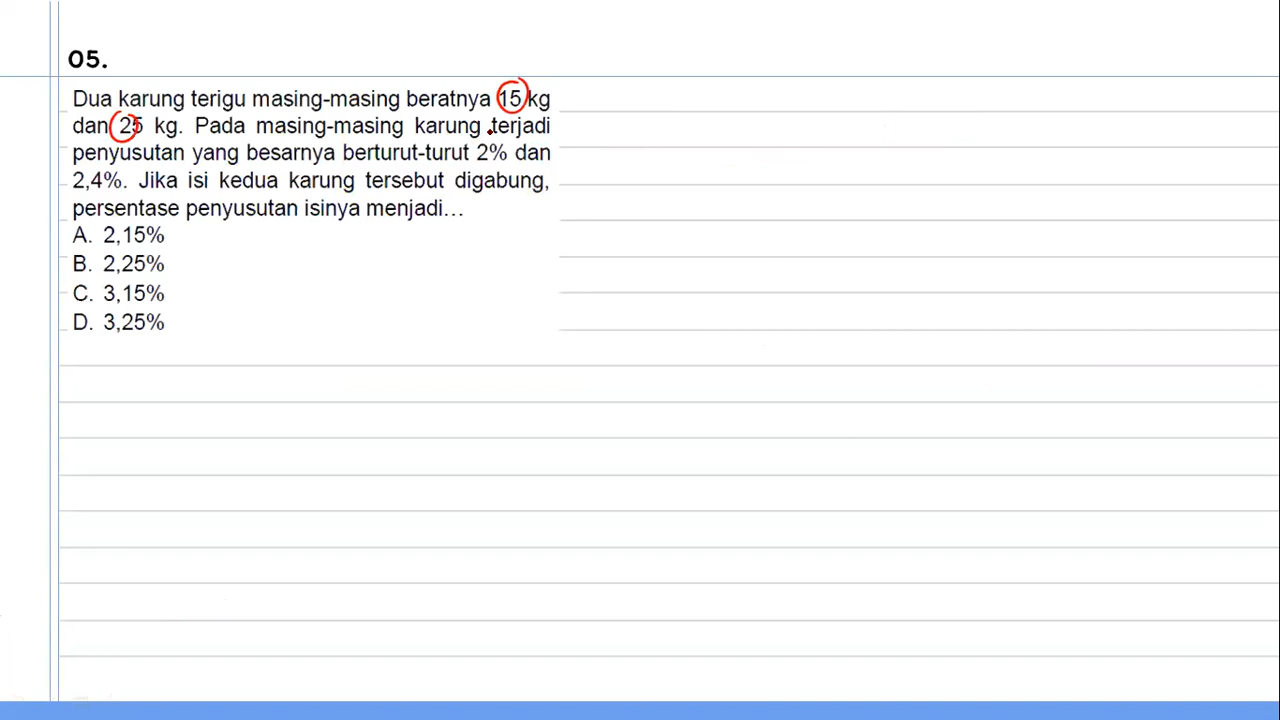 05.
Dua karung terigu masing-masing beratnya 15 kg
dan 25 kg. Pada masing-masing karung terjadi
penyusutan yang besarnya berturut-turut 2% dan
2,4%. Jika isi kedua karung tersebut digabung,
persentase penyusutan isinya menjadi...
A. 2,15%
B. 2,25%
C. 3,15%
D. 3,25%